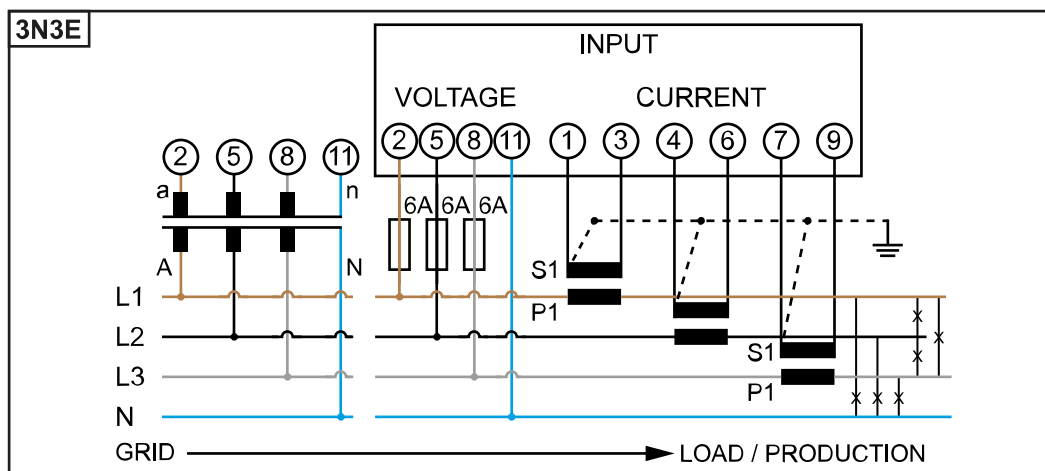 3N3E
INPUT
VOLTAGE CURRENT
2 5 8 11 2 5 8 11 1 3 4 6 7 9
a n 6A 6A 6A
A N S1
L1 P1
L2 S1
L3 P1
N
GRID LOAD / PRODUCTION